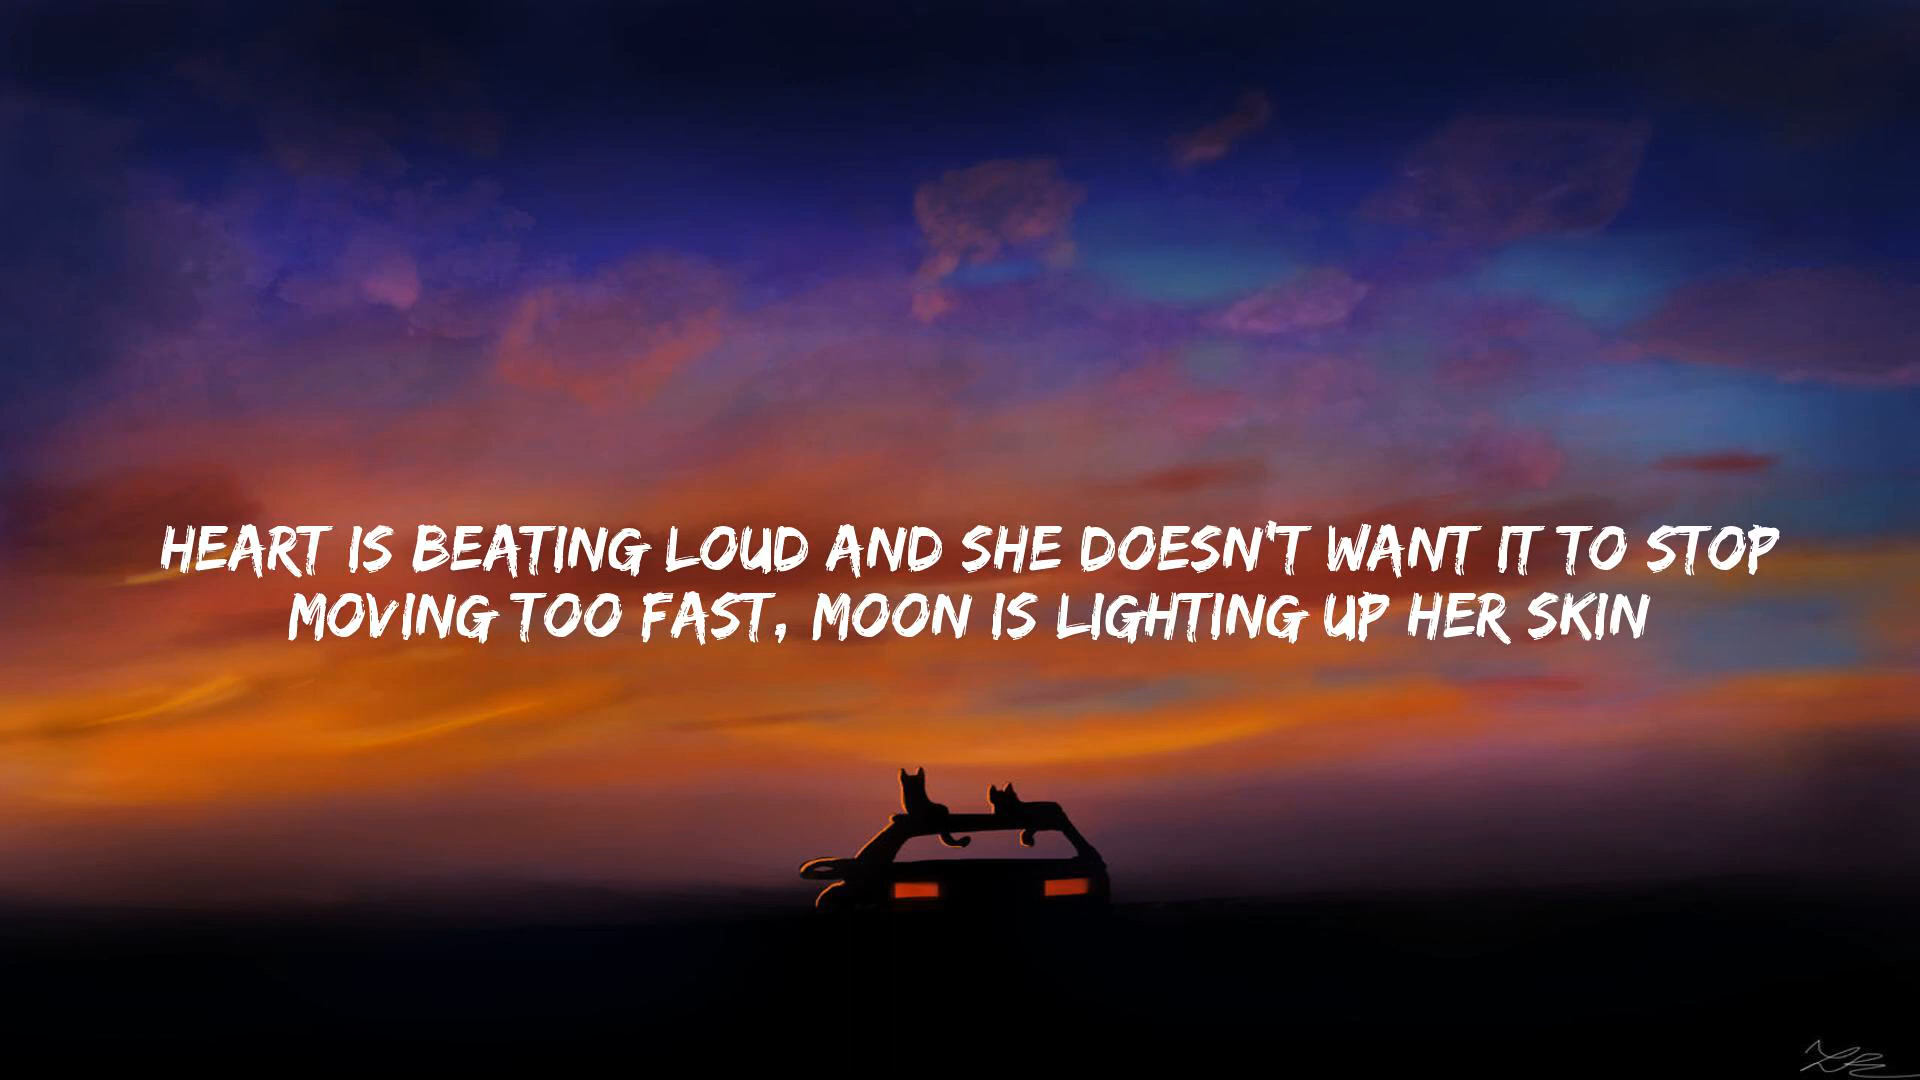 HEART IS BEATING LOUD AND SHE DOESN'T WANT IT TO STOP
MOVING TOO FAST, MOON IS LIGHTING UP HER SKIN